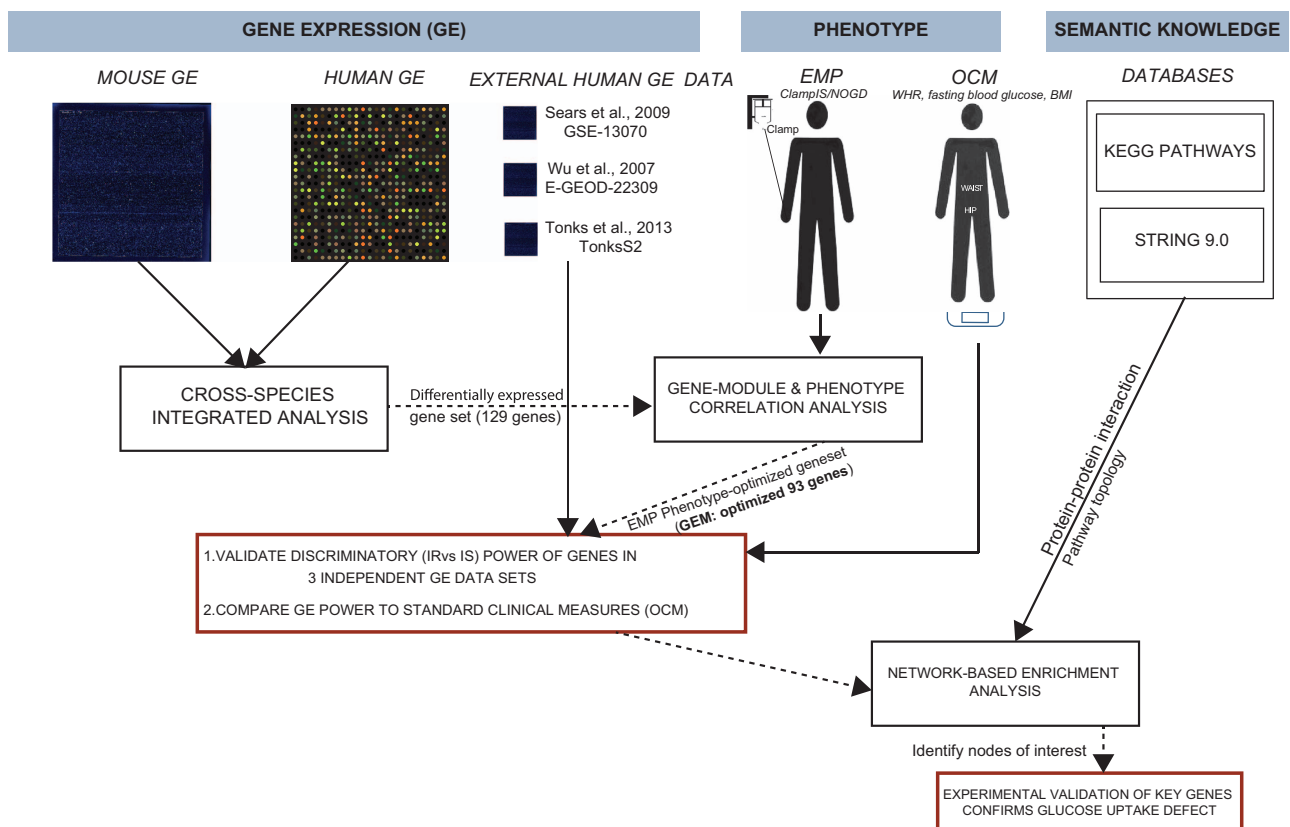 GENE EXPRESSION (GE)
PHENOTYPE
SEMANTIC KNOWLEDGE
MOUSE GE
HUMAN GE
EXTERNAL HUMAN GE DATA
EMP
ClampIS/NOGD
OCM
WHR, fasting blood glucose, BMI
DATABASES
Sears et al., 2009
GSE-13070
Wu et al., 2007
E-GEOD-22309
Tonks et al., 2013
TonksS2
Clamp
WAIST
HIP
KEGG PATHWAYS
STRING 9.0
CROSS-SPECIES
INTEGRATED ANALYSIS
Differentially expressed
gene set (129 genes)
GENE-MODULE & PHENOTYPE
CORRELATION ANALYSIS
EMP Phenotype-optimized geneset
(GEM: optimized 93 genes)
Protein-protein interaction
Pathway topology
1.VALIDATE DISCRIMINATORY (IRvs IS) POWER OF GENES IN
3 INDEPENDENT GE DATA SETS
2.COMPARE GE POWER TO STANDARD CLINICAL MEASURES (OCM)
NETWORK-BASED ENRICHMENT
ANALYSIS
Identify nodes of interest
EXPERIMENTAL VALIDATION OF KEY GENES
CONFIRMS GLUCOSE UPTAKE DEFECT